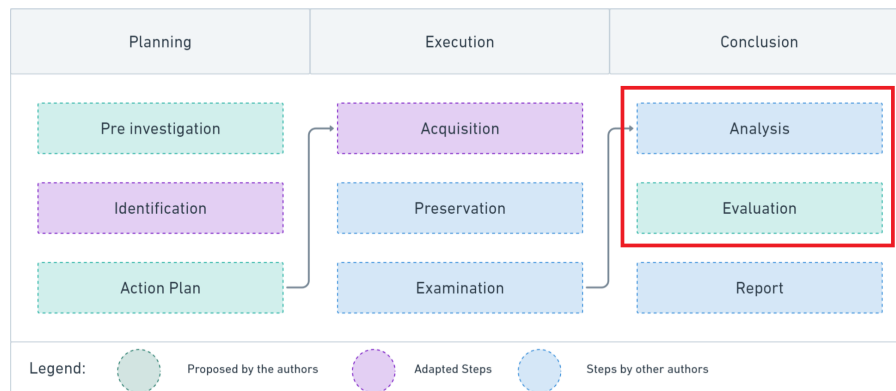 Planning
Execution
Conclusion
Pre investigation
Acquisition
Analysis
Identification
Preservation
Evaluation
Action Plan
Examination
Report
Legend:
Proposed by the authors
Adapted Steps
Steps by other authors